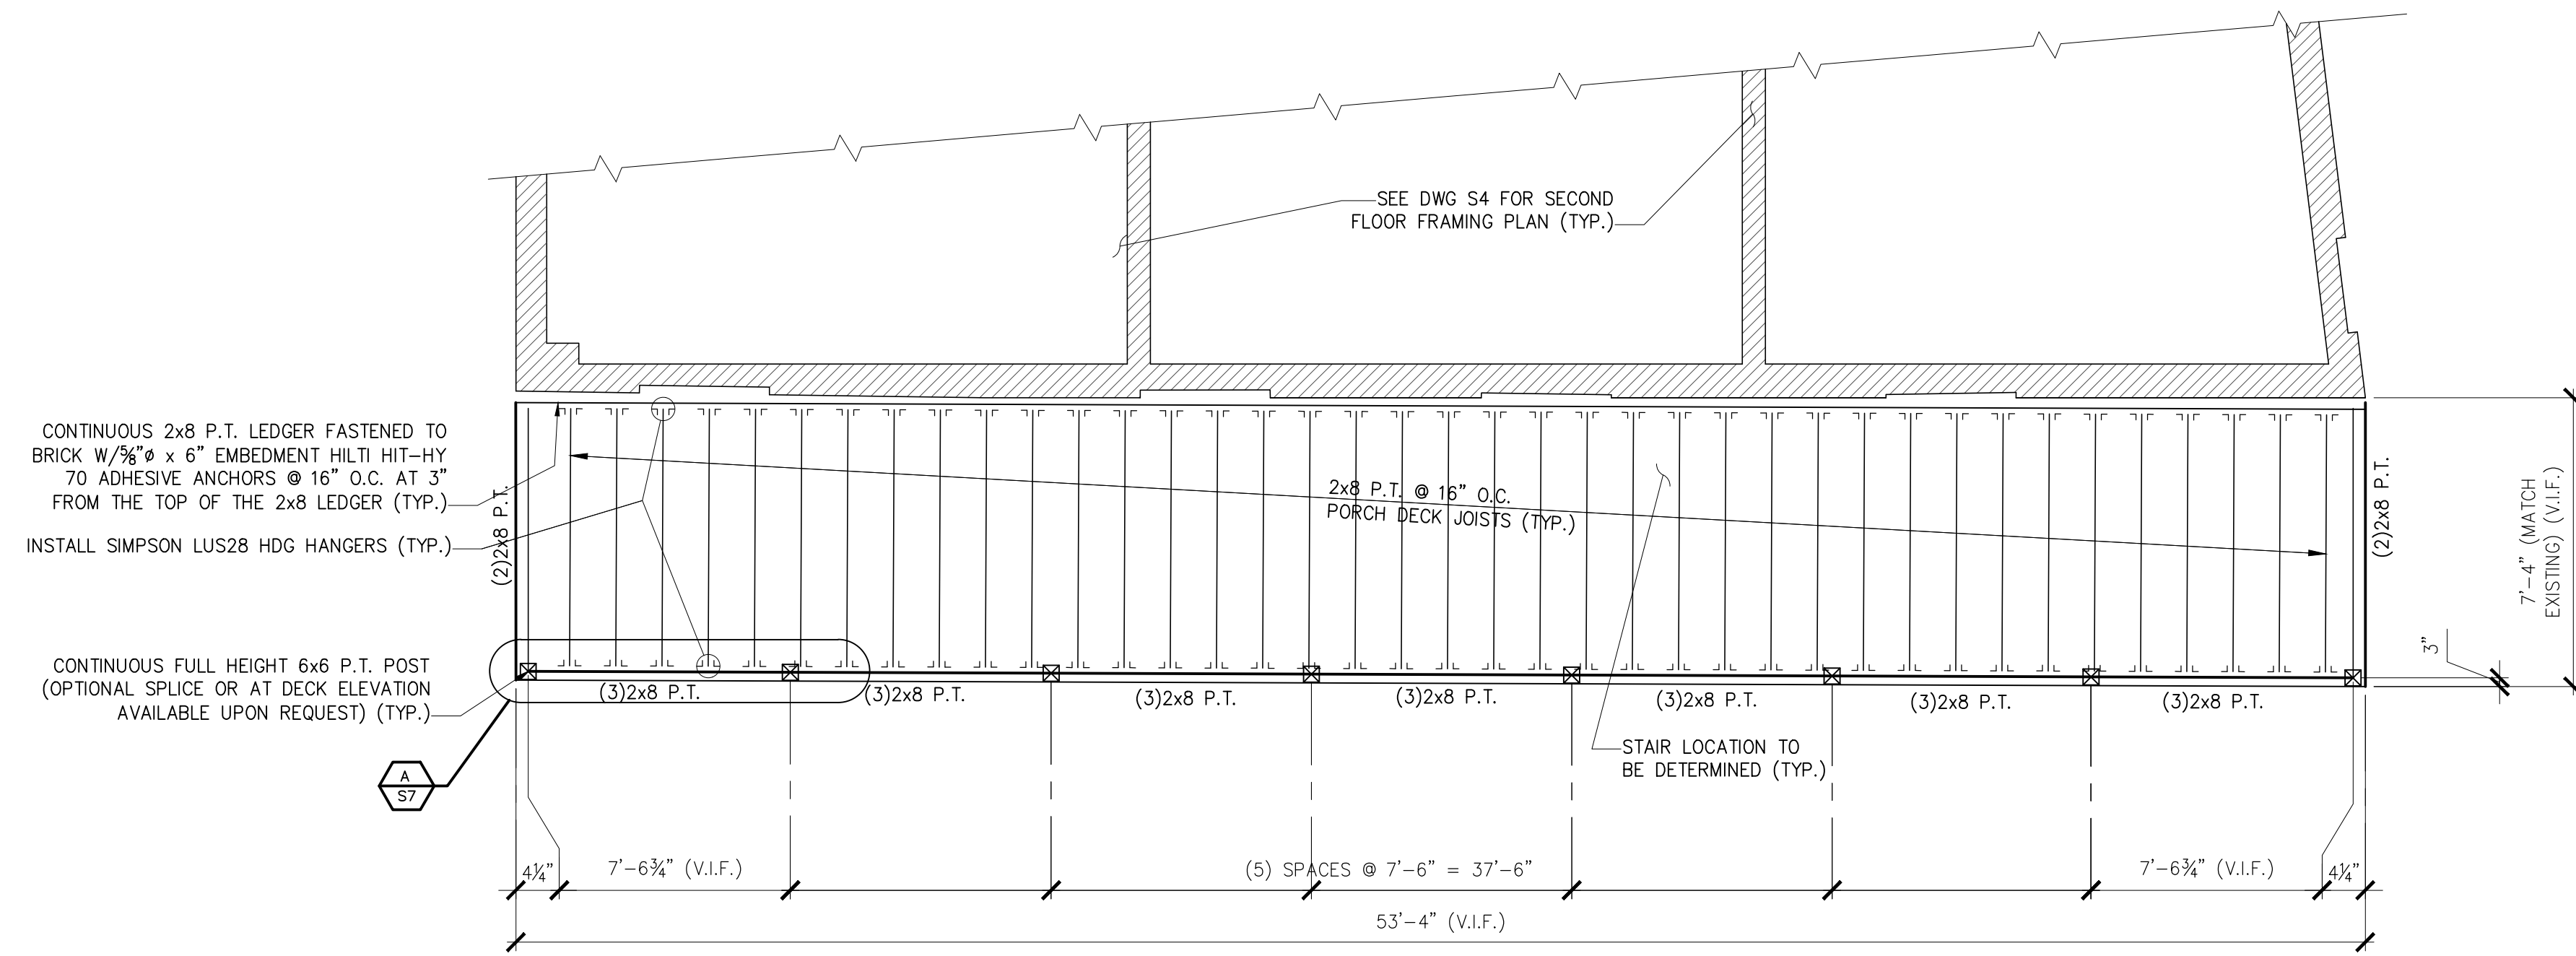 SEE DWG S4 FOR SECOND
FLOOR FRAMING PLAN (TYP.)
CONTINUOUS 2x8 P.T. LEDGER FASTENED TO
BRICK W/⅝"ø x 6" EMBEDMENT HILTI HIT-HY
70 ADHESIVE ANCHORS @ 16" O.C. AT 3"
FROM THE TOP OF THE 2x8 LEDGER (TYP.)
INSTALL SIMPSON LUS28 HDG HANGERS (TYP.)
(2)2x8 P.T.
2x8 P.T. @ 16" O.C.
PORCH DECK JOISTS (TYP.)
(2)2x8 P.T.
7'-4" (MATCH
EXISTING) (V.I.F.)
3"
CONTINUOUS FULL HEIGHT 6x6 P.T. POST
(OPTIONAL SPLICE OR AT DECK ELEVATION
AVAILABLE UPON REQUEST) (TYP.)
(3)2x8 P.T.
(3)2x8 P.T.
(3)2x8 P.T.
(3)2x8 P.T.
(3)2x8 P.T.
(3)2x8 P.T.
(3)2x8 P.T.
STAIR LOCATION TO
BE DETERMINED (TYP.)
A
S7
4¼"
7'-6¾" (V.I.F.)
(5) SPACES @ 7'-6" = 37'-6"
7'-6¾" (V.I.F.)
4¼"
53'-4" (V.I.F.)